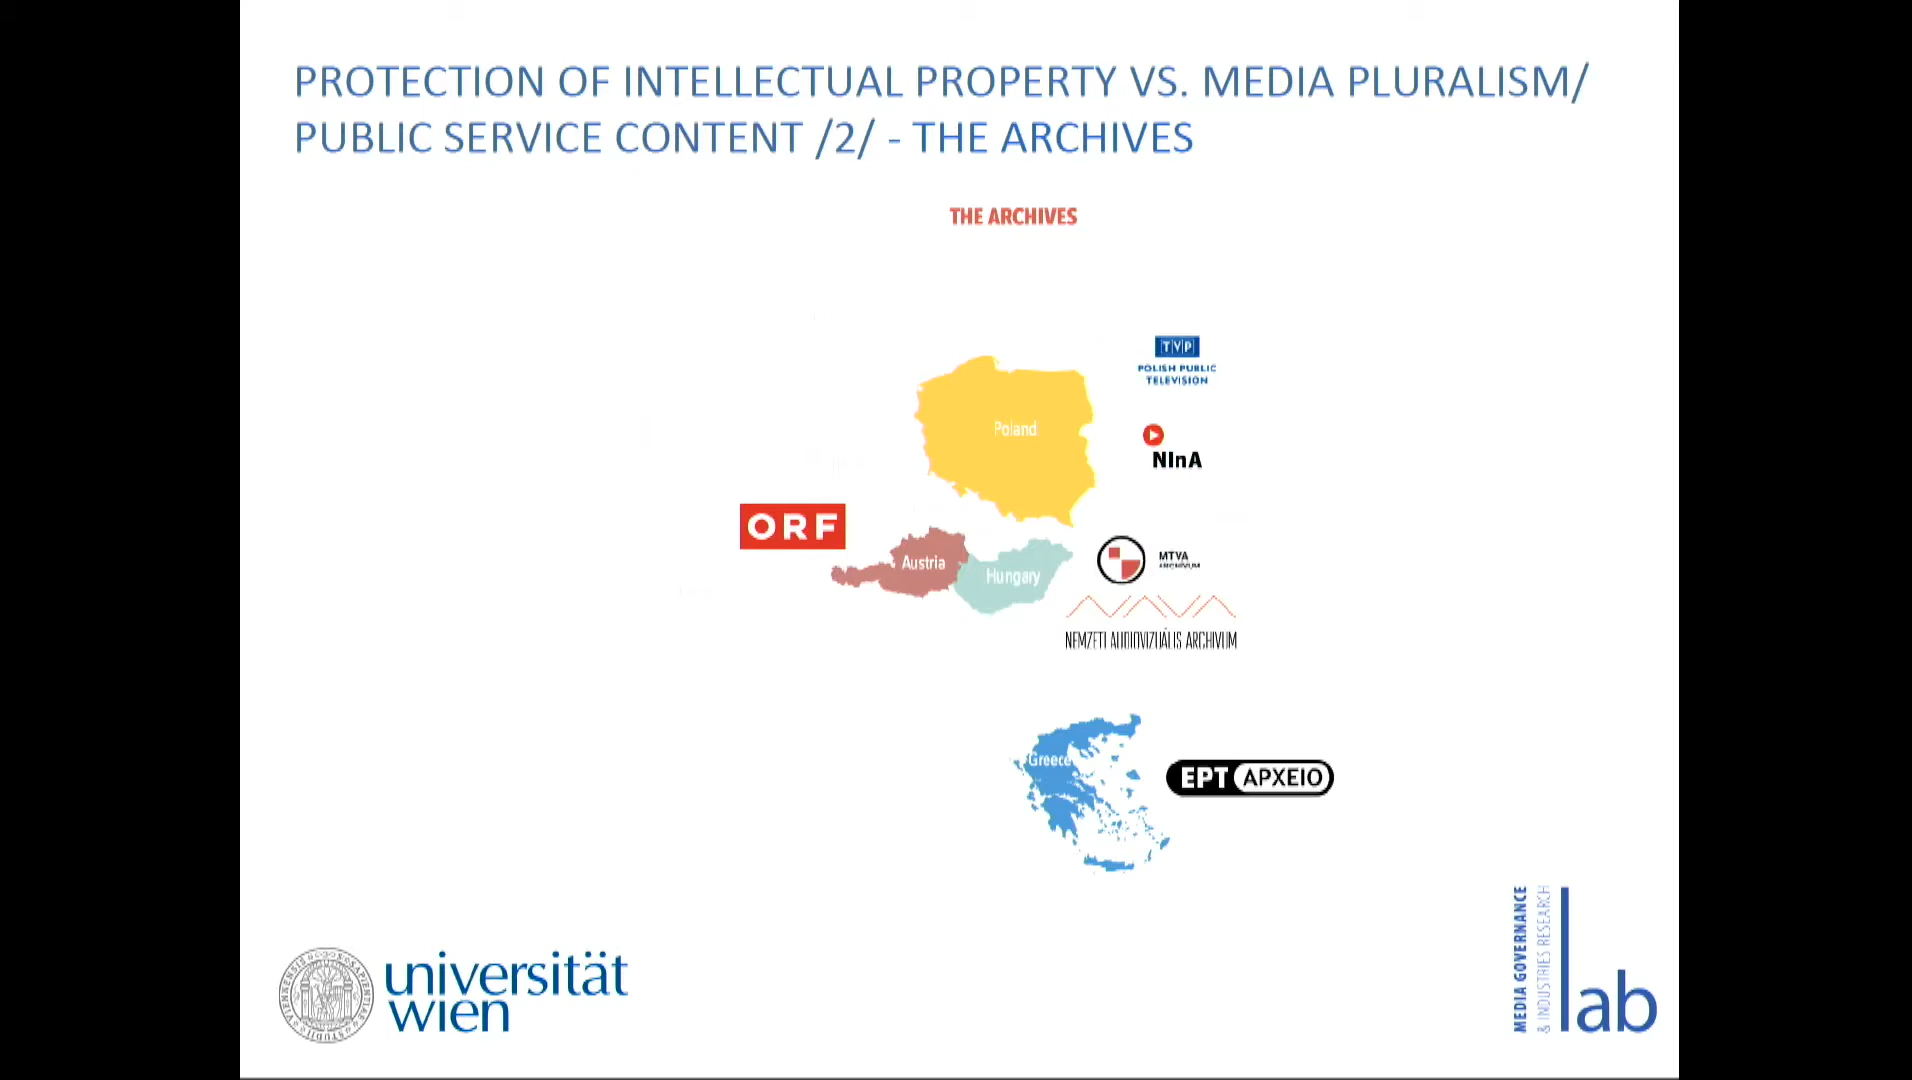 PROTECTION OF INTELLECTUAL PROPERTY VS. MEDIA PLURALISM/
PUBLIC SERVICE CONTENT /2/ - THE ARCHIVES
THE ARCHIVES
TVP
POLISH PUBLIC
TELEVISION
Poland
NInA
ORF
Austria
Hungary
MTVA
ARCHIVUM
NAVA
NEMZETI AUDIOVIZUÁLIS ARCHIVUM
Greece
ΕΡΤ ΑΡΧΕΙΟ
universität
wien
MEDIA GOVERNANCE
& INDUSTRIES RESEARCH
lab